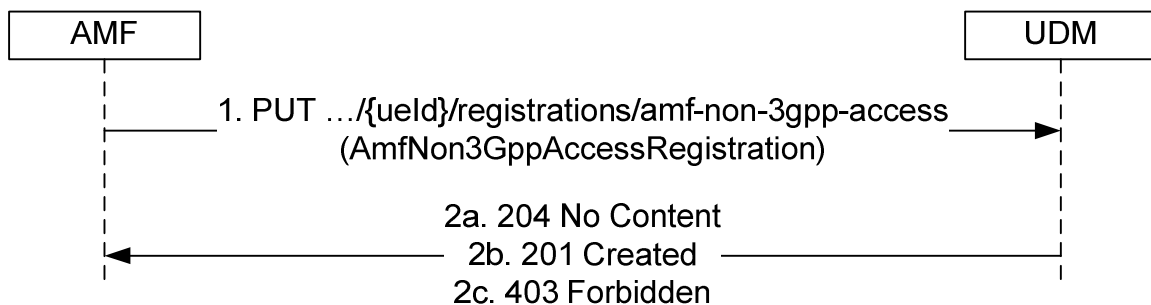 AMF
UDM
1. PUT …/{ueId}/registrations/amf-non-3gpp-access
(AmfNon3GppAccessRegistration)
2a. 204 No Content
2b. 201 Created
2c. 403 Forbidden